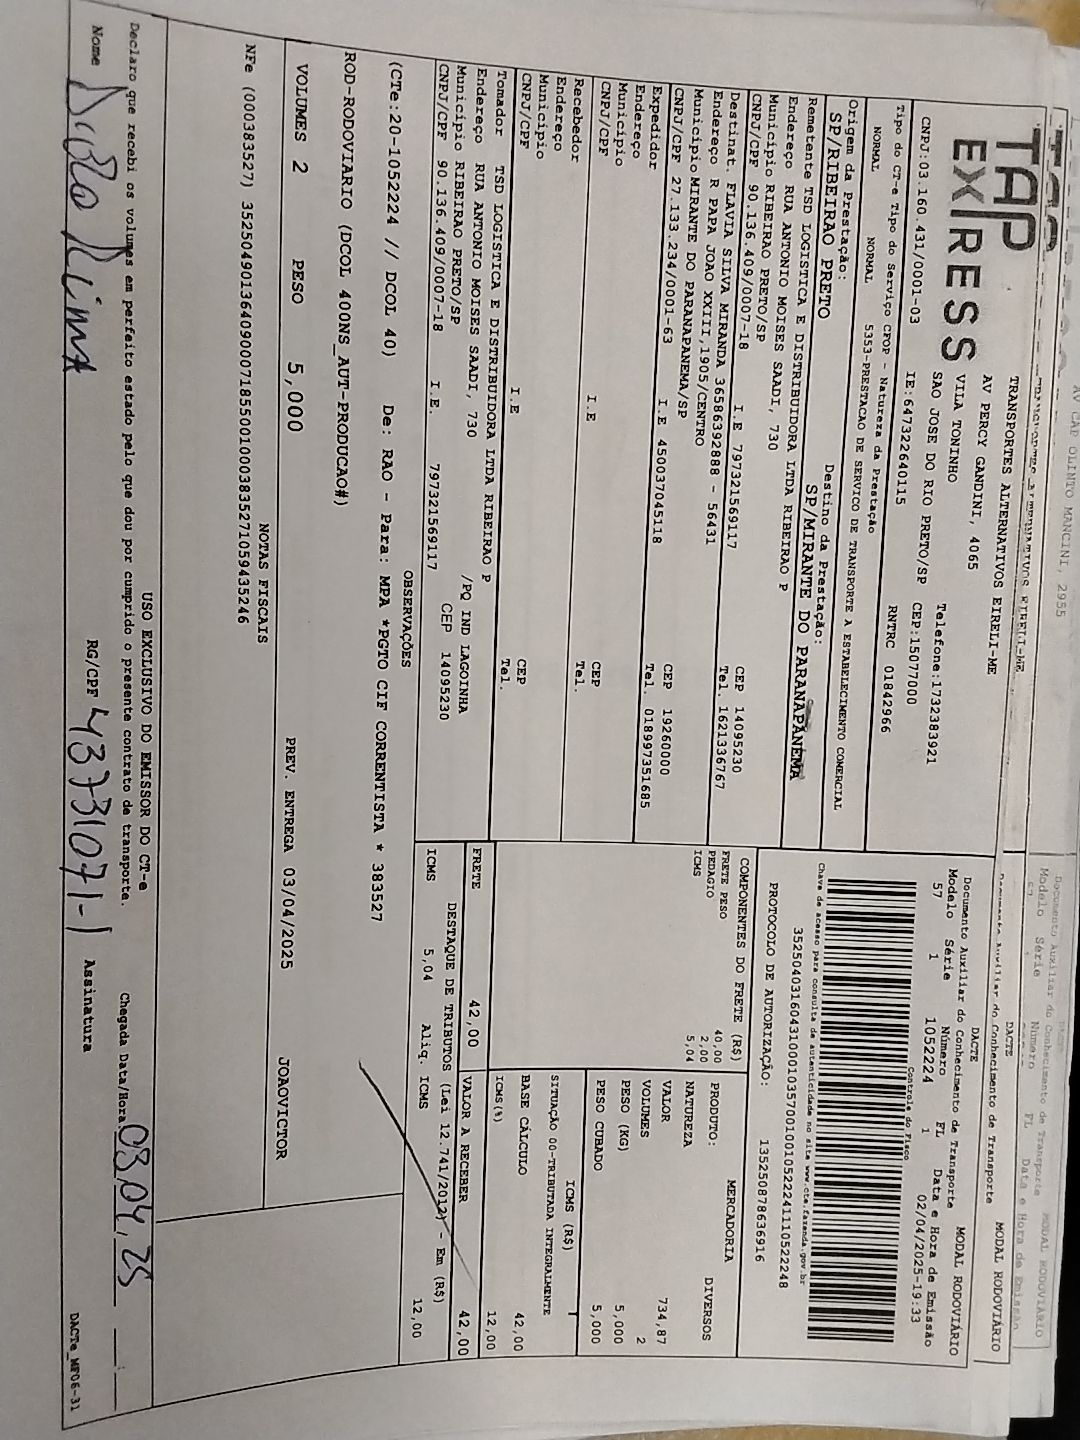 AV CAP OLINTO MANCINI, 2955
TAP
EXPRESS
TRANSPORTES ALTERNATIVOS EIRELI-ME
AV PERCY GANDINI, 4065
VILA TONINHO
SAO JOSE DO RIO PRETO/SP
Telefone:1732383921
CEP:15077000
CNPJ:03.160.431/0001-03
IE:647322640115
RNTRC 01842966
DACTE
MODAL RODOVIÁRIO
Documento Auxiliar do Conhecimento de Transporte
Modelo Série Número FL Data e Hora de Emissão
57 1 1052224 1 02/04/2025-19:33
Controle do Fisco
Chave de acesso para consulta de autenticidade no site www.cte.fazenda.gov.br
35250403160431000103570010010522241110522248
PROTOCOLO DE AUTORIZAÇÃO: 135250878636916
Tipo do CT-e Tipo do Serviço CFOP - Natureza da Prestação
NORMAL NORMAL 5353-PRESTACAO DE SERVICO DE TRANSPORTE A ESTABELECIMENTO COMERCIAL
Origem da Prestação: Destino da Prestação:
SP/RIBEIRAO PRETO SP/MIRANTE DO PARANAPANEMA
Remetente TSD LOGISTICA E DISTRIBUIDORA LTDA RIBEIRAO P
Endereço RUA ANTONIO MOISES SAADI, 730
Município RIBEIRAO PRETO/SP CEP 14095230
CNPJ/CPF 90.136.409/0007-18 I.E 797321569117 Tel. 1621336767
Destinat. FLAVIA SILVA MIRANDA 36586392888 - 56431
Endereço R PAPA JOAO XXIII,1905/CENTRO
Município MIRANTE DO PARANAPANEMA/SP CEP 19260000
CNPJ/CPF 27.133.234/0001-63 I.E 450037045118 Tel. 018997351685
Expedidor
Endereço
Município CEP
CNPJ/CPF I.E Tel.
Recebedor
Endereço
Município CEP
CNPJ/CPF I.E Tel.
Tomador TSD LOGISTICA E DISTRIBUIDORA LTDA RIBEIRAO P
Endereço RUA ANTONIO MOISES SAADI, 730 /PQ IND LAGOINHA
Município RIBEIRAO PRETO/SP CEP 14095230
CNPJ/CPF 90.136.409/0007-18 I.E. 797321569117
COMPONENTES DO FRETE (R$)
FRETE PESO 40,00
PEDAGIO 2,00
ICMS 5,04
MERCADORIA
PRODUTO: DIVERSOS
NATUREZA
VALOR 734,87
VOLUMES 2
PESO (KG) 5,000
PESO CUBADO 5,000
ICMS (R$)
SITUAÇÃO 00-TRIBUTADA INTEGRALMENTE
BASE CÁLCULO 42,00
ICMS(%) 12,00
FRETE 42,00 VALOR A RECEBER 42,00
DESTAQUE DE TRIBUTOS (Lei 12.741/2012) - Em (R$)
ICMS 5,04 Aliq. ICMS 12,00
OBSERVAÇÕES
(CTe:20-1052224 // DCOL 40) De: RAO - Para: MPA *PGTO CIF CORRENTISTA * 383527
ROD-RODOVIARIO (DCOL 400NS_AUT-PRODUCAO#)
VOLUMES 2 PESO 5,000 PREV. ENTREGA 03/04/2025 JOAOVICTOR
NOTAS FISCAIS
NFe (000383527) 35250490136409000718550010003835271059435246
USO EXCLUSIVO DO EMISSOR DO CT-e
Declaro que recebi os volumes em perfeito estado pelo que dou por cumprido o presente contrato de transporte.
Chegada Data/Hora 03,04,25
Nome RG/CPF 43731071-1 Assinatura
DACTe_MF06-31